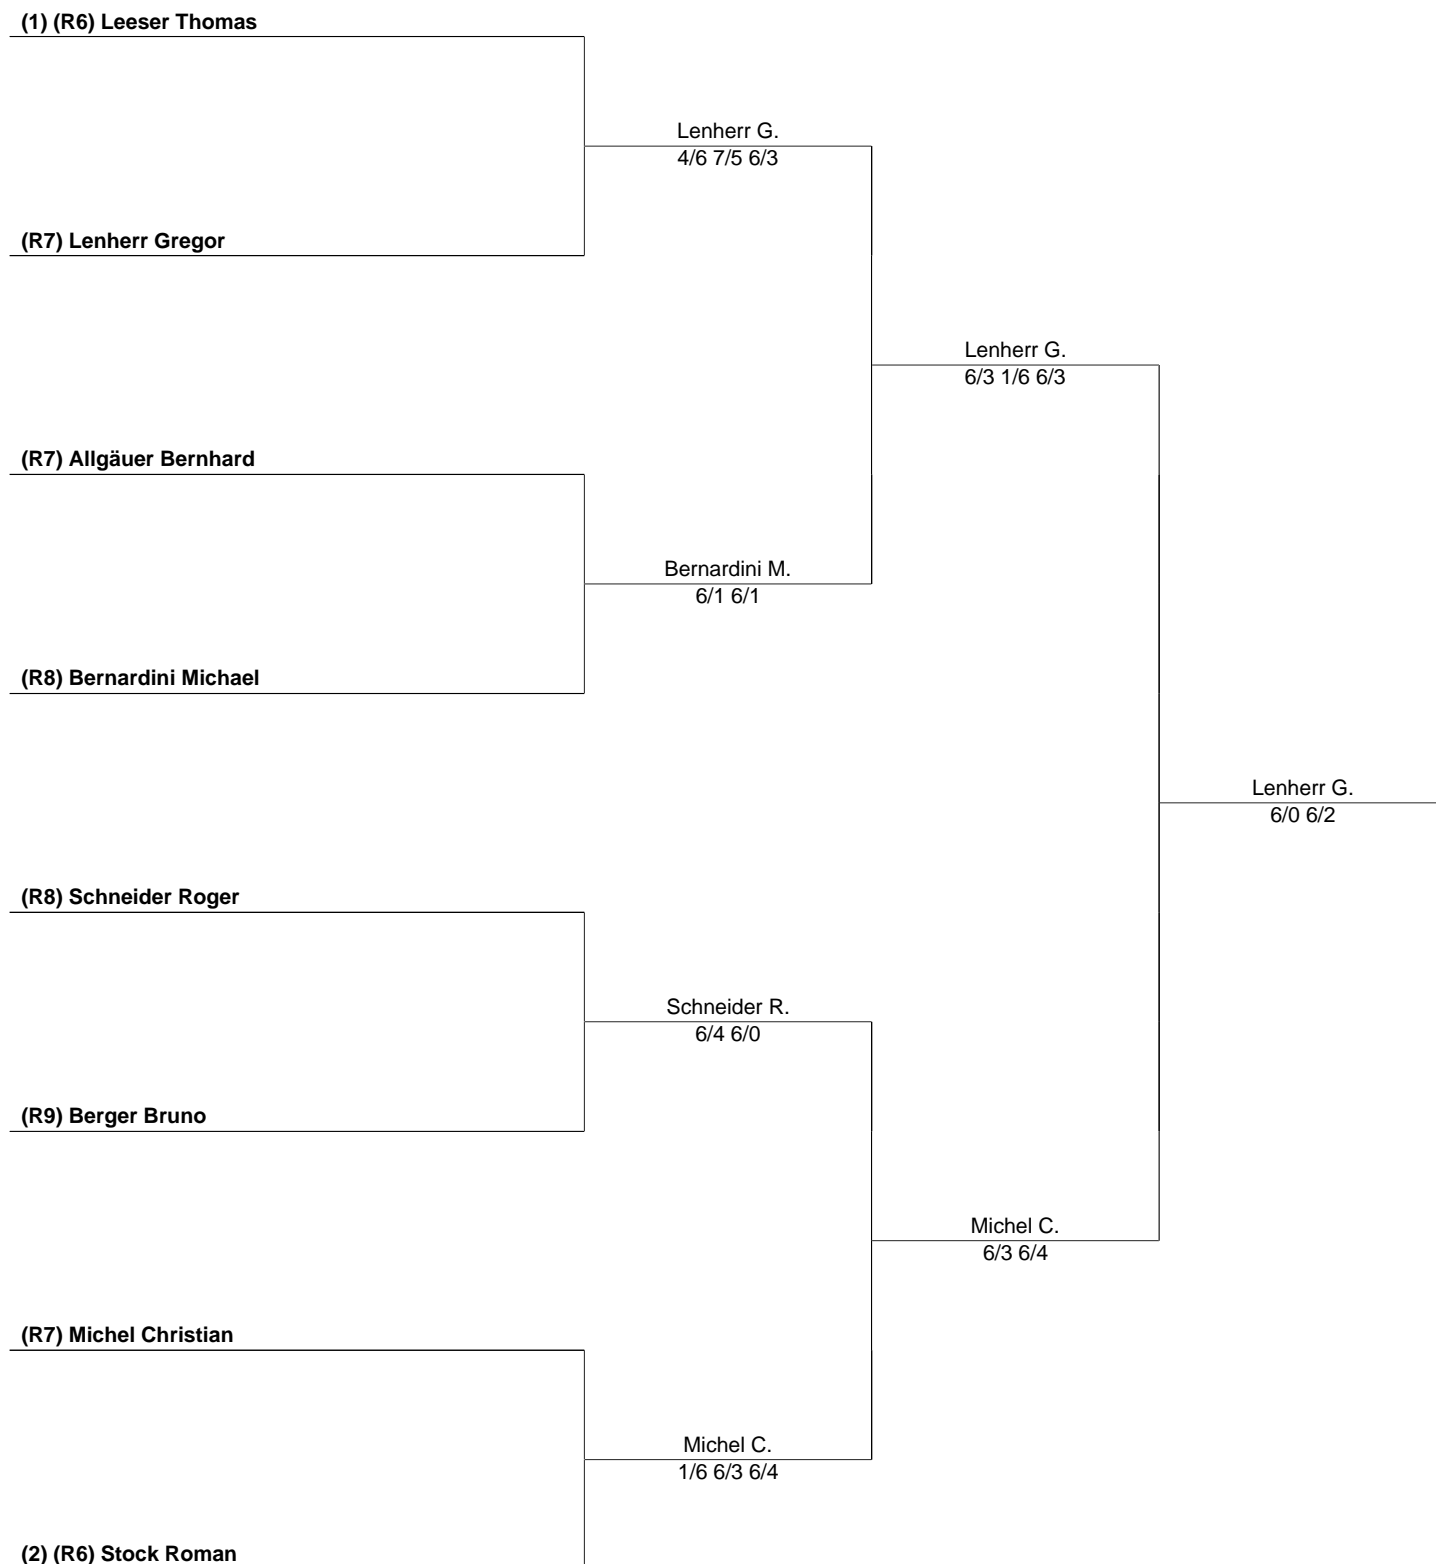 (1) (R6) Leeser Thomas
Lenherr G.
4/6 7/5 6/3
(R7) Lenherr Gregor
Lenherr G.
6/3 1/6 6/3
(R7) Allgäuer Bernhard
Bernardini M.
6/1 6/1
(R8) Bernardini Michael
Lenherr G.
6/0 6/2
(R8) Schneider Roger
Schneider R.
6/4 6/0
(R9) Berger Bruno
Michel C.
6/3 6/4
(R7) Michel Christian
Michel C.
1/6 6/3 6/4
(2) (R6) Stock Roman